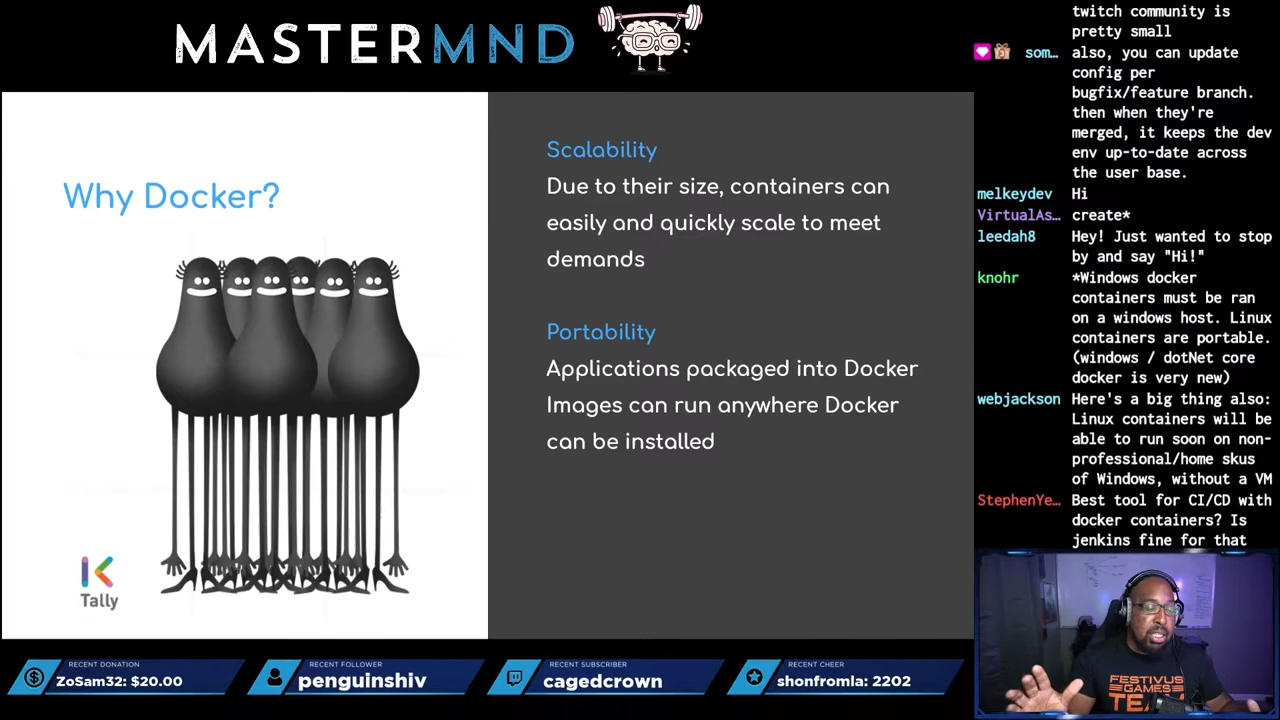 MASTERMND
Why Docker?
Tally
Scalability
Due to their size, containers can
easily and quickly scale to meet
demands
Portability
Applications packaged into Docker
Images can run anywhere Docker
can be installed
twitch community is
pretty small
som… also, you can update
config per
bugfix/feature branch.
then when they're
merged, it keeps the dev
env up-to-date across
the user base.
melkeydev Hi
VirtualAs… create*
leedah8 Hey! Just wanted to stop
by and say "Hi!"
knohr *Windows docker
containers must be ran
on a windows host. Linux
containers are portable.
(windows / dotNet core
docker is very new)
webjackson Here's a big thing also:
Linux containers will be
able to run soon on non-
professional/home skus
of Windows, without a VM
StephenYe… Best tool for CI/CD with
docker containers? Is
jenkins fine for that
FESTIVUS
GAMES
TEAM
RECENT DONATION
ZoSam32: $20.00
RECENT FOLLOWER
penguinshiv
RECENT SUBSCRIBER
cagedcrown
RECENT CHEER
shonfromla: 2202